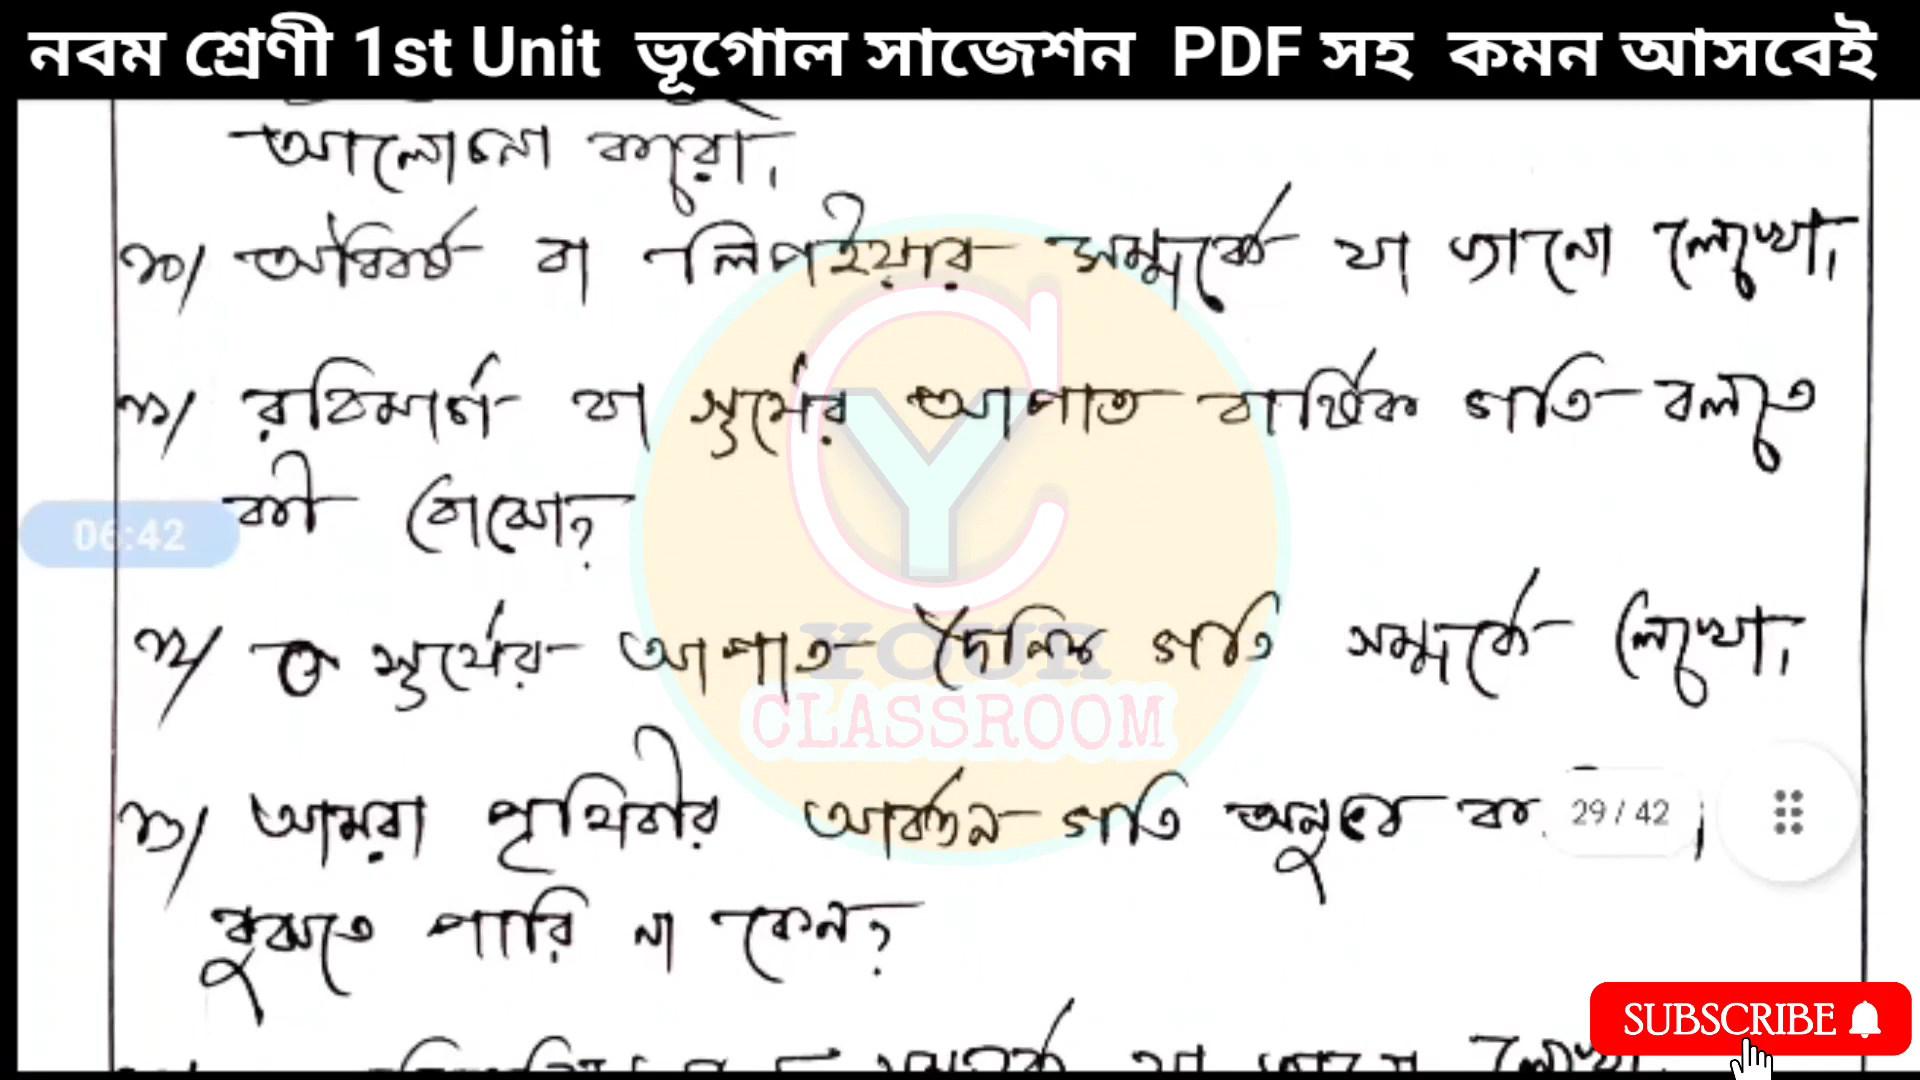 নবম শ্রেণী 1st Unit ভূগোল সাজেশন PDF সহ কমন আসবেই
আলোচনা করো।
১০/ অধিবর্ষ বা লিপইয়ার সম্পর্কে যা জানো লেখো।
১১/ রবিমার্গ বা সূর্যের আপাত বার্ষিক গতি বলতে
কী বোঝো?
06:42
১২/ সূর্যের আপাত দৈনিক গতি সম্পর্কে লেখো।
১৩/ আমরা পৃথিবীর আবর্তন গতি অনুভব
29 / 42
বুঝতে পারি না কেন?
YOUR
CLASSROOM
যা লেখো
SUBSCRIBE